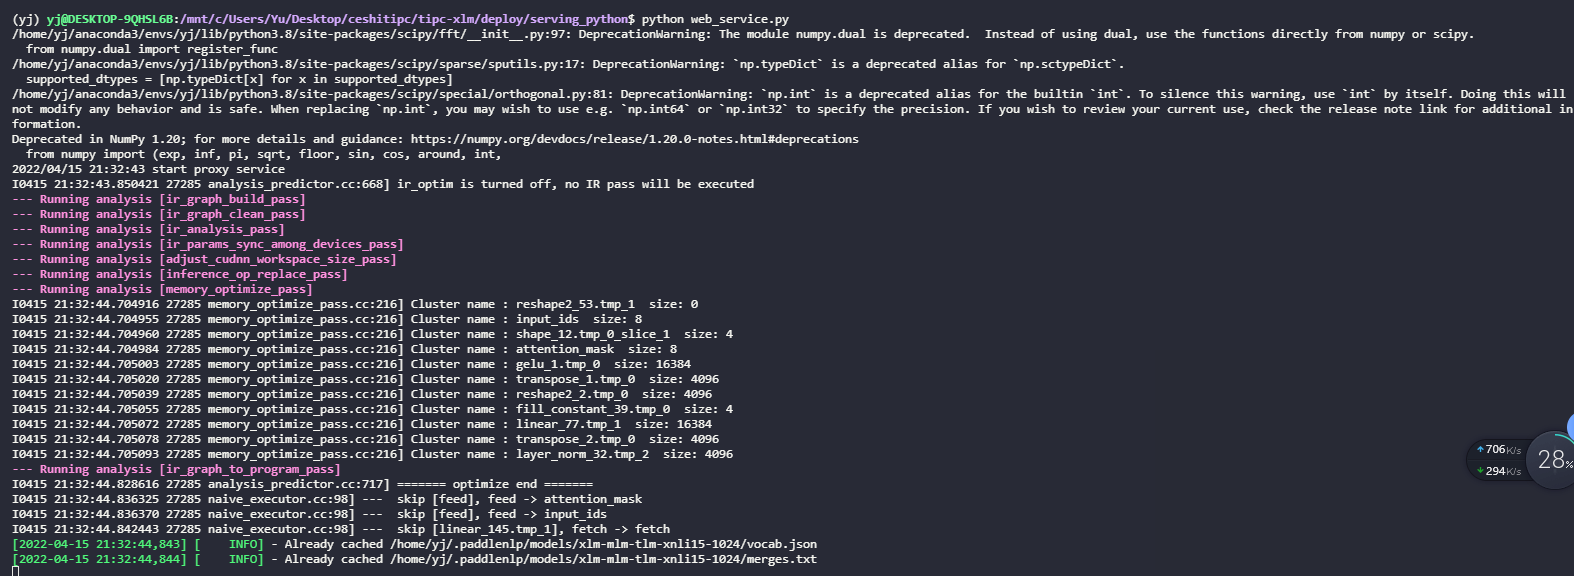 (yj) yj@DESKTOP-9QHSL6B:/mnt/c/Users/Yu/Desktop/ceshitipc/tipc-xlm/deploy/serving_python$ python web_service.py
/home/yj/anaconda3/envs/yj/lib/python3.8/site-packages/scipy/fft/__init__.py:97: DeprecationWarning: The module numpy.dual is deprecated.  Instead of using dual, use the functions directly from numpy or scipy.
  from numpy.dual import register_func
/home/yj/anaconda3/envs/yj/lib/python3.8/site-packages/scipy/sparse/sputils.py:17: DeprecationWarning: `np.typeDict` is a deprecated alias for `np.sctypeDict`.
  supported_dtypes = [np.typeDict[x] for x in supported_dtypes]
/home/yj/anaconda3/envs/yj/lib/python3.8/site-packages/scipy/special/orthogonal.py:81: DeprecationWarning: `np.int` is a deprecated alias for the builtin `int`. To silence this warning, use `int` by itself. Doing this will
not modify any behavior and is safe. When replacing `np.int`, you may wish to use e.g. `np.int64` or `np.int32` to specify the precision. If you wish to review your current use, check the release note link for additional in
formation.
Deprecated in NumPy 1.20; for more details and guidance: https://numpy.org/devdocs/release/1.20.0-notes.html#deprecations
  from numpy import (exp, inf, pi, sqrt, floor, sin, cos, around, int,
2022/04/15 21:32:43 start proxy service
I0415 21:32:43.850421 27285 analysis_predictor.cc:668] ir_optim is turned off, no IR pass will be executed
--- Running analysis [ir_graph_build_pass]
--- Running analysis [ir_graph_clean_pass]
--- Running analysis [ir_analysis_pass]
--- Running analysis [ir_params_sync_among_devices_pass]
--- Running analysis [adjust_cudnn_workspace_size_pass]
--- Running analysis [inference_op_replace_pass]
--- Running analysis [memory_optimize_pass]
I0415 21:32:44.704916 27285 memory_optimize_pass.cc:216] Cluster name : reshape2_53.tmp_1  size: 0
I0415 21:32:44.704955 27285 memory_optimize_pass.cc:216] Cluster name : input_ids  size: 8
I0415 21:32:44.704960 27285 memory_optimize_pass.cc:216] Cluster name : shape_12.tmp_0_slice_1  size: 4
I0415 21:32:44.704984 27285 memory_optimize_pass.cc:216] Cluster name : attention_mask  size: 8
I0415 21:32:44.705003 27285 memory_optimize_pass.cc:216] Cluster name : gelu_1.tmp_0  size: 16384
I0415 21:32:44.705020 27285 memory_optimize_pass.cc:216] Cluster name : transpose_1.tmp_0  size: 4096
I0415 21:32:44.705039 27285 memory_optimize_pass.cc:216] Cluster name : reshape2_2.tmp_0  size: 4096
I0415 21:32:44.705055 27285 memory_optimize_pass.cc:216] Cluster name : fill_constant_39.tmp_0  size: 4
I0415 21:32:44.705072 27285 memory_optimize_pass.cc:216] Cluster name : linear_77.tmp_1  size: 16384
I0415 21:32:44.705078 27285 memory_optimize_pass.cc:216] Cluster name : transpose_2.tmp_0  size: 4096
I0415 21:32:44.705093 27285 memory_optimize_pass.cc:216] Cluster name : layer_norm_32.tmp_2  size: 4096
--- Running analysis [ir_graph_to_program_pass]
I0415 21:32:44.828616 27285 analysis_predictor.cc:717] ======= optimize end =======
I0415 21:32:44.836325 27285 naive_executor.cc:98] ---  skip [feed], feed -> attention_mask
I0415 21:32:44.836370 27285 naive_executor.cc:98] ---  skip [feed], feed -> input_ids
I0415 21:32:44.842443 27285 naive_executor.cc:98] ---  skip [linear_145.tmp_1], fetch -> fetch
[2022-04-15 21:32:44,843] [    INFO] - Already cached /home/yj/.paddlenlp/models/xlm-mlm-tlm-xnli15-1024/vocab.json
[2022-04-15 21:32:44,844] [    INFO] - Already cached /home/yj/.paddlenlp/models/xlm-mlm-tlm-xnli15-1024/merges.txt
↑ 706K/s
↓ 294K/s
28%